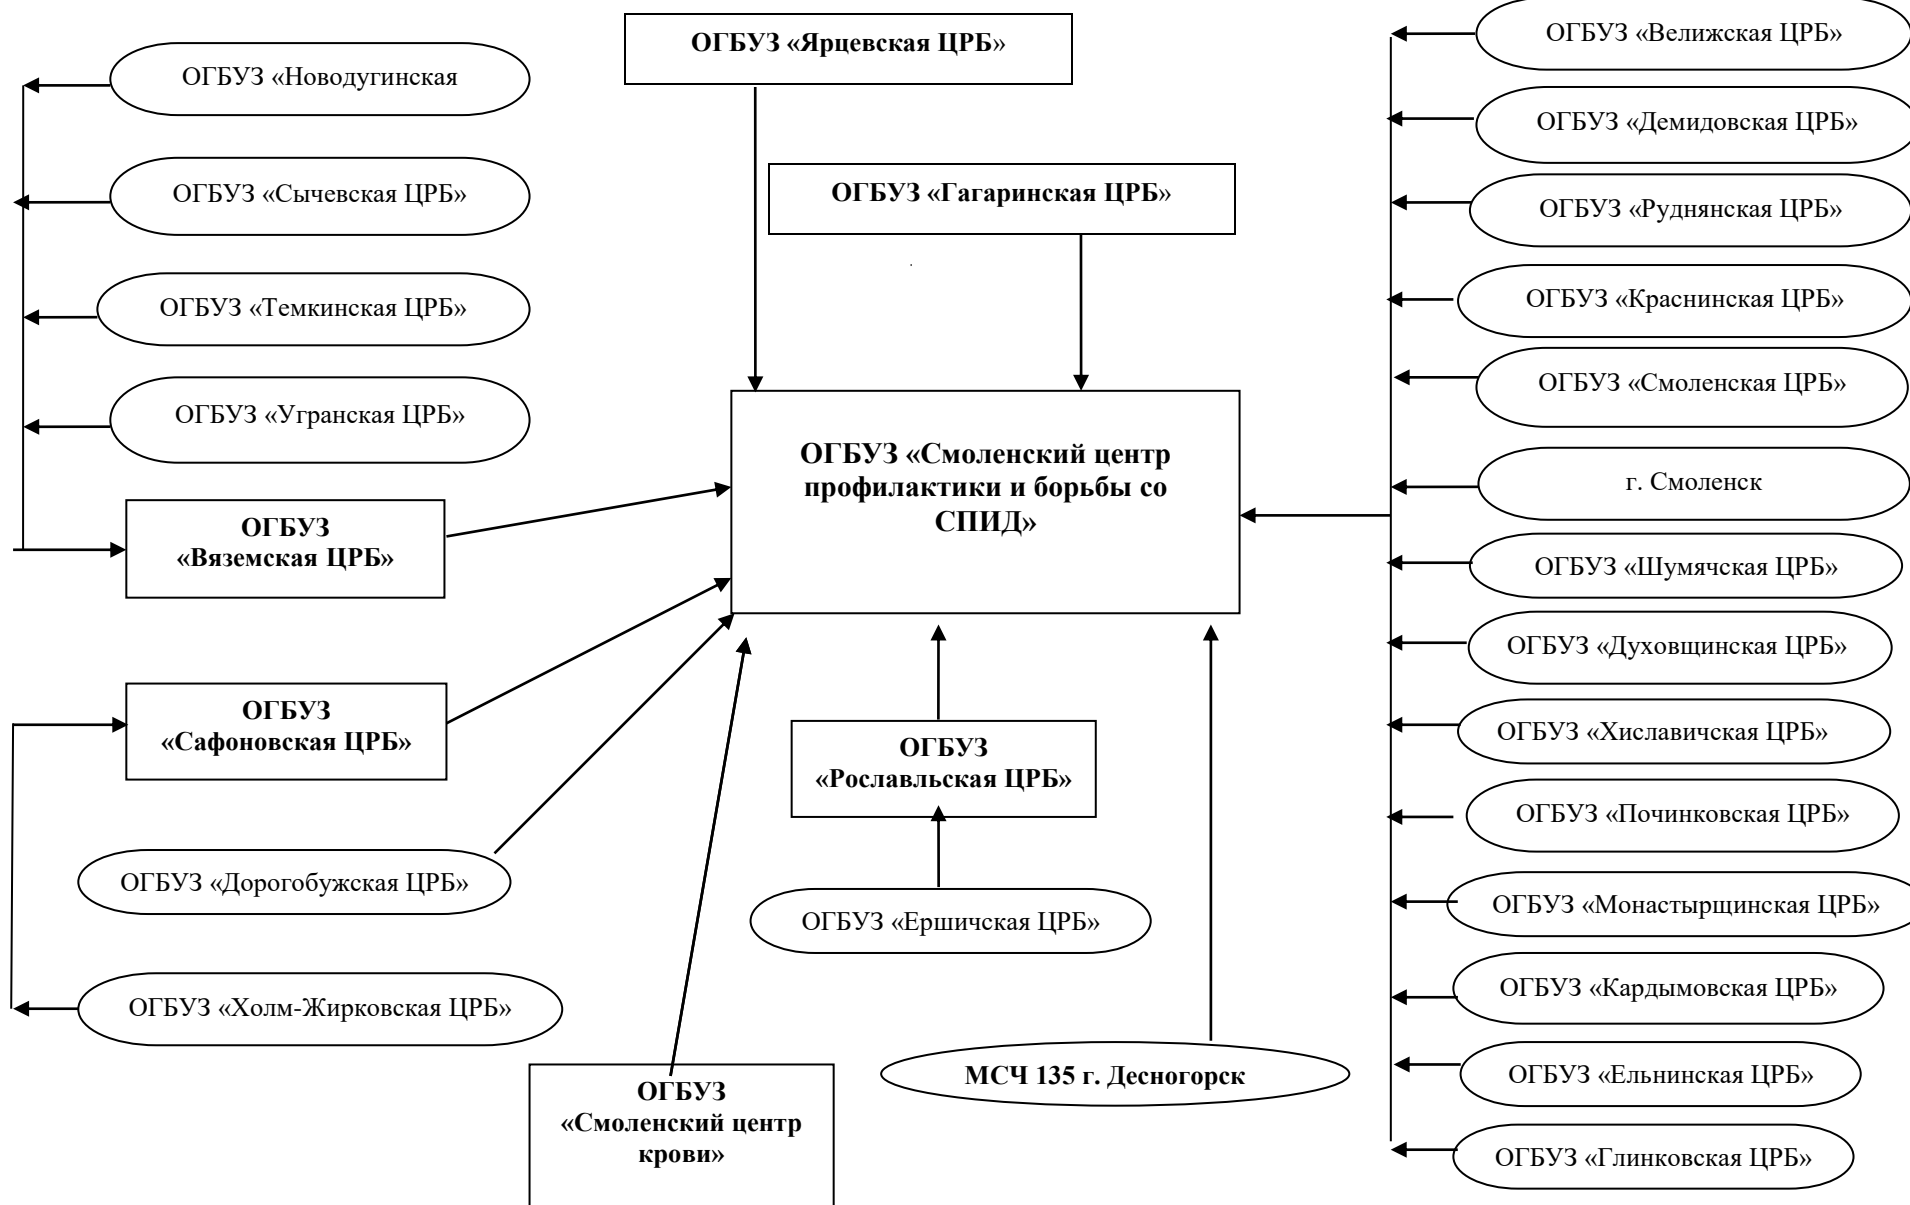 ОГБУЗ «Новодугинская
ОГБУЗ «Сычевская ЦРБ»
ОГБУЗ «Темкинская ЦРБ»
ОГБУЗ «Угранская ЦРБ»
ОГБУЗ
«Вяземская ЦРБ»
ОГБУЗ
«Сафоновская ЦРБ»
ОГБУЗ «Дорогобужская ЦРБ»
ОГБУЗ «Холм-Жирковская ЦРБ»
ОГБУЗ «Ярцевская ЦРБ»
ОГБУЗ «Гагаринская ЦРБ»
ОГБУЗ «Смоленский центр
профилактики и борьбы со
СПИД»
ОГБУЗ
«Рославльская ЦРБ»
ОГБУЗ «Ершичская ЦРБ»
МСЧ 135 г. Десногорск
ОГБУЗ
«Смоленский центр
крови»
ОГБУЗ «Велижская ЦРБ»
ОГБУЗ «Демидовская ЦРБ»
ОГБУЗ «Руднянская ЦРБ»
ОГБУЗ «Краснинская ЦРБ»
ОГБУЗ «Смоленская ЦРБ»
г. Смоленск
ОГБУЗ «Шумячская ЦРБ»
ОГБУЗ «Духовщинская ЦРБ»
ОГБУЗ «Хиславичская ЦРБ»
ОГБУЗ «Починковская ЦРБ»
ОГБУЗ «Монастырщинская ЦРБ»
ОГБУЗ «Кардымовская ЦРБ»
ОГБУЗ «Ельнинская ЦРБ»
ОГБУЗ «Глинковская ЦРБ»